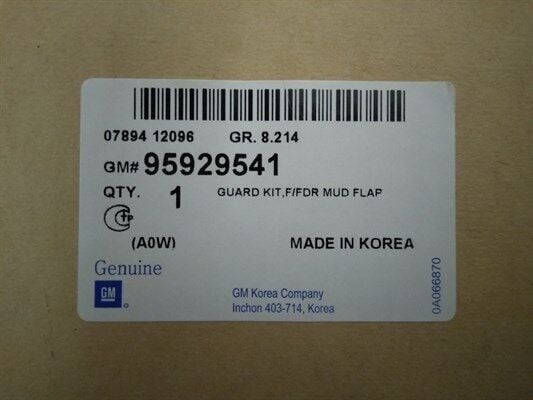 07894 12096 GR. 8.214
GM# 95929541
QTY. 1 GUARD KIT,F/FDR MUD FLAP
(A0W) MADE IN KOREA
Genuine
GM
GM Korea Company
Inchon 403-714, Korea
0A066870